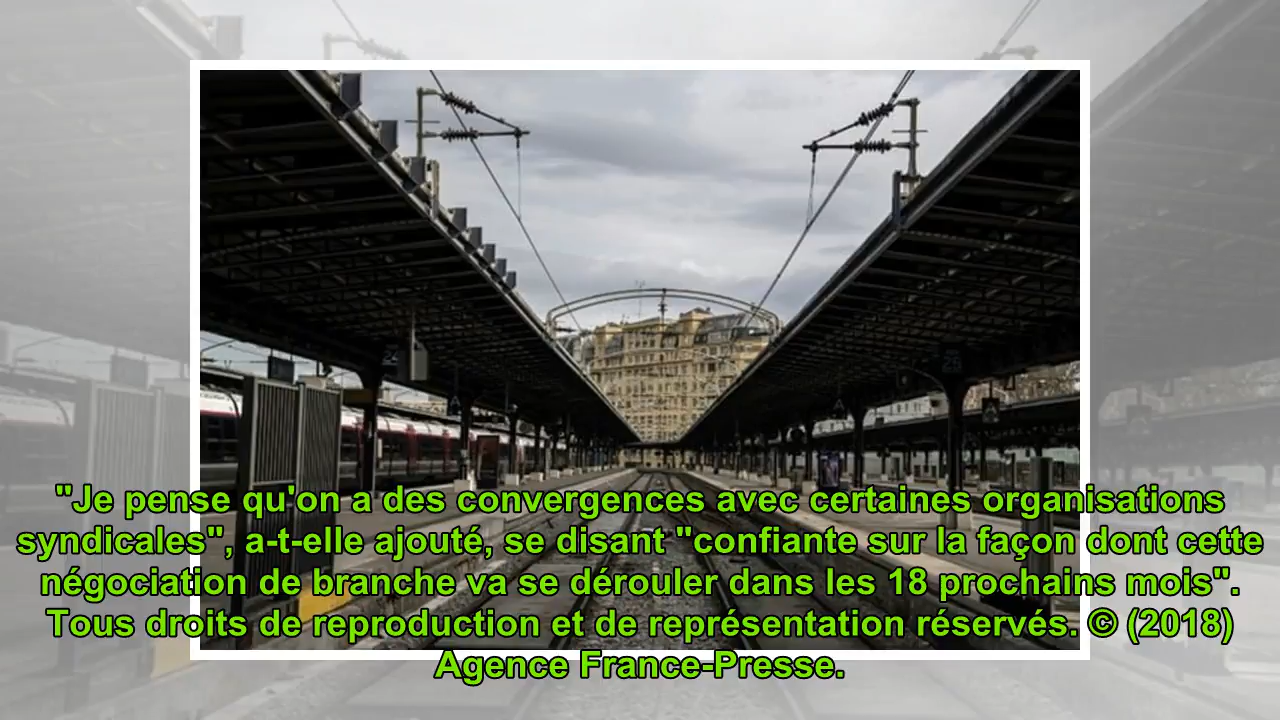 "Je pense qu'on a des convergences avec certaines organisations
syndicales", a-t-elle ajouté, se disant "confiante sur la façon dont cette
négociation de branche va se dérouler dans les 18 prochains mois".
Tous droits de reproduction et de représentation réservés. © (2018)
Agence France-Presse.